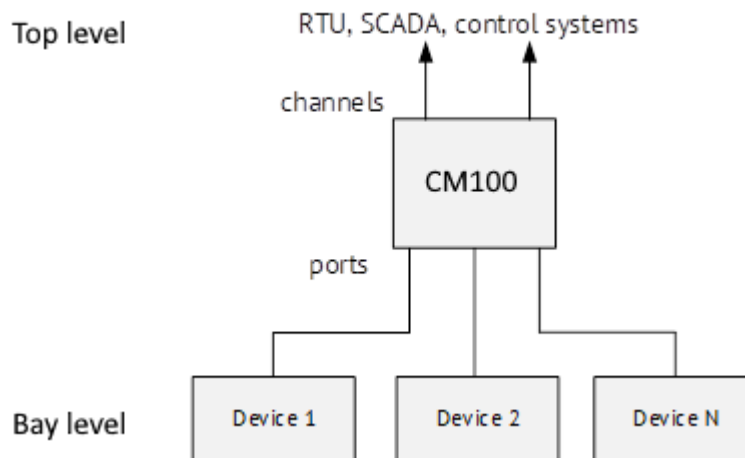 Top level
RTU, SCADA, control systems
channels
CM100
ports
Bay level
Device 1
Device 2
Device N